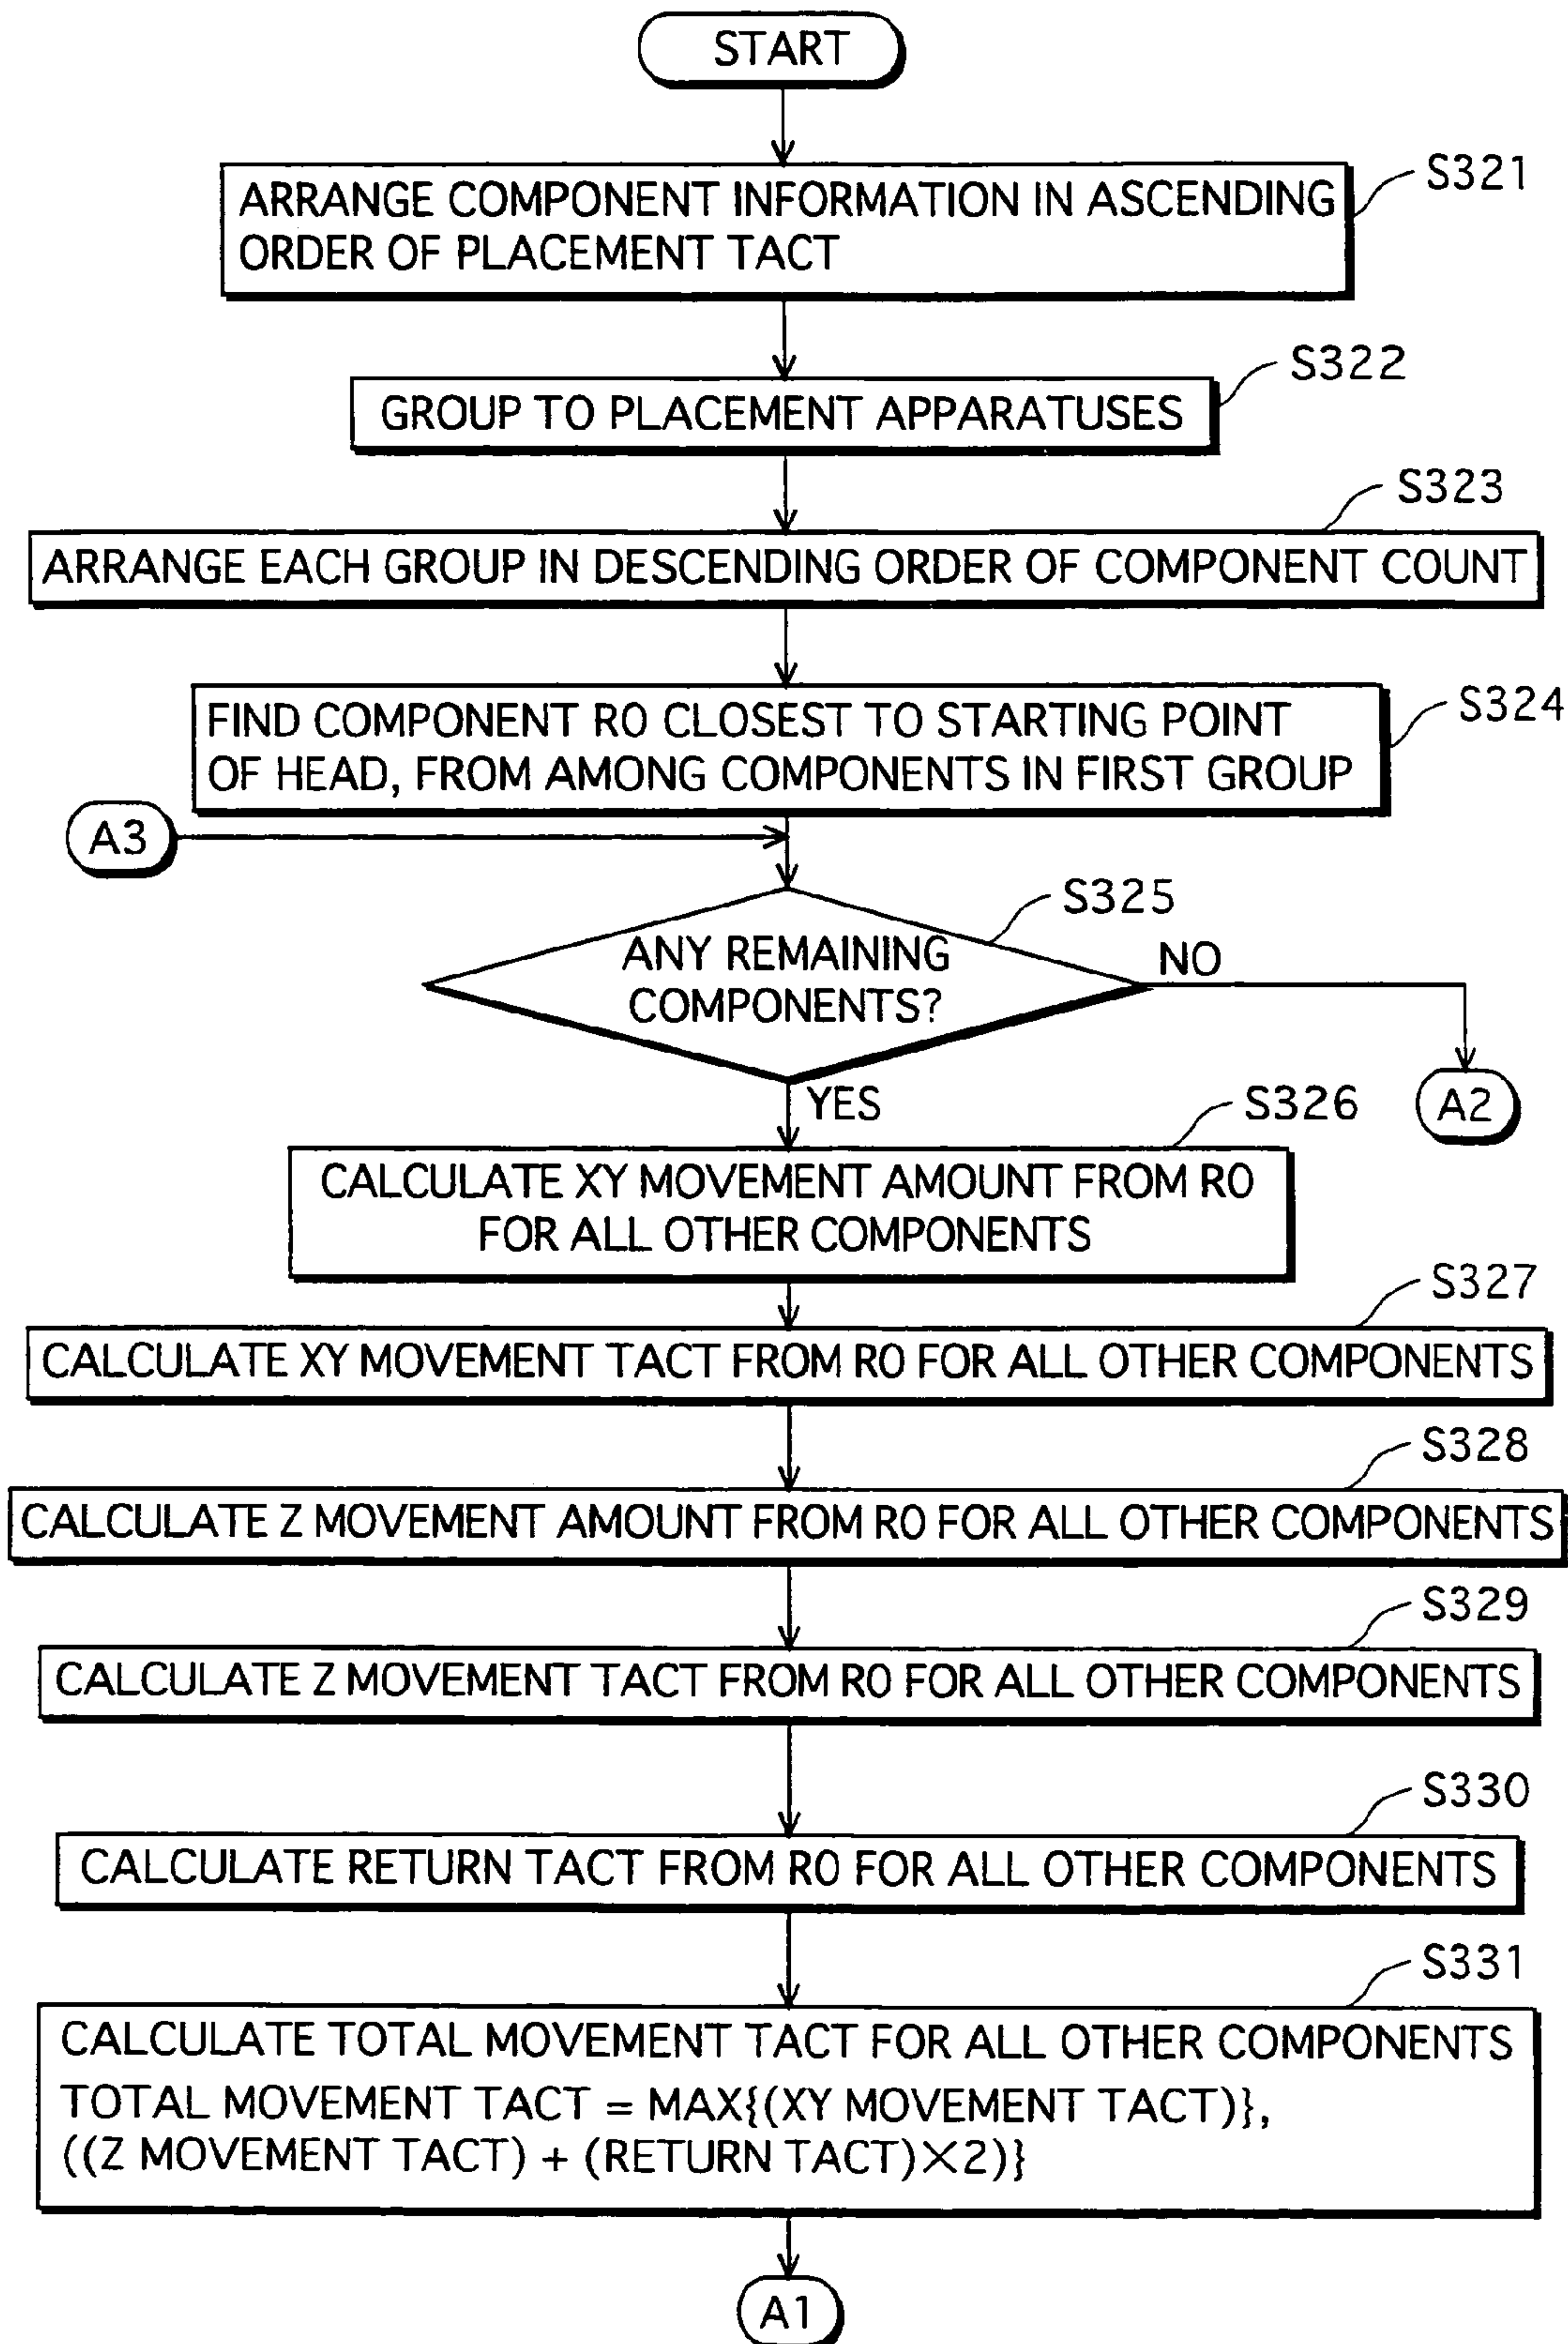 START
S321
ARRANGE COMPONENT INFORMATION IN ASCENDING
ORDER OF PLACEMENT TACT
S322
GROUP TO PLACEMENT APPARATUSES
S323
ARRANGE EACH GROUP IN DESCENDING ORDER OF COMPONENT COUNT
S324
FIND COMPONENT R0 CLOSEST TO STARTING POINT
OF HEAD, FROM AMONG COMPONENTS IN FIRST GROUP
A3
S325
ANY REMAINING
COMPONENTS?
NO
A2
YES
S326
CALCULATE XY MOVEMENT AMOUNT FROM R0
FOR ALL OTHER COMPONENTS
S327
CALCULATE XY MOVEMENT TACT FROM R0 FOR ALL OTHER COMPONENTS
S328
CALCULATE Z MOVEMENT AMOUNT FROM R0 FOR ALL OTHER COMPONENTS
S329
CALCULATE Z MOVEMENT TACT FROM R0 FOR ALL OTHER COMPONENTS
S330
CALCULATE RETURN TACT FROM R0 FOR ALL OTHER COMPONENTS
S331
CALCULATE TOTAL MOVEMENT TACT FOR ALL OTHER COMPONENTS
TOTAL MOVEMENT TACT = MAX{(XY MOVEMENT TACT)},
((Z MOVEMENT TACT) + (RETURN TACT)×2)}
A1